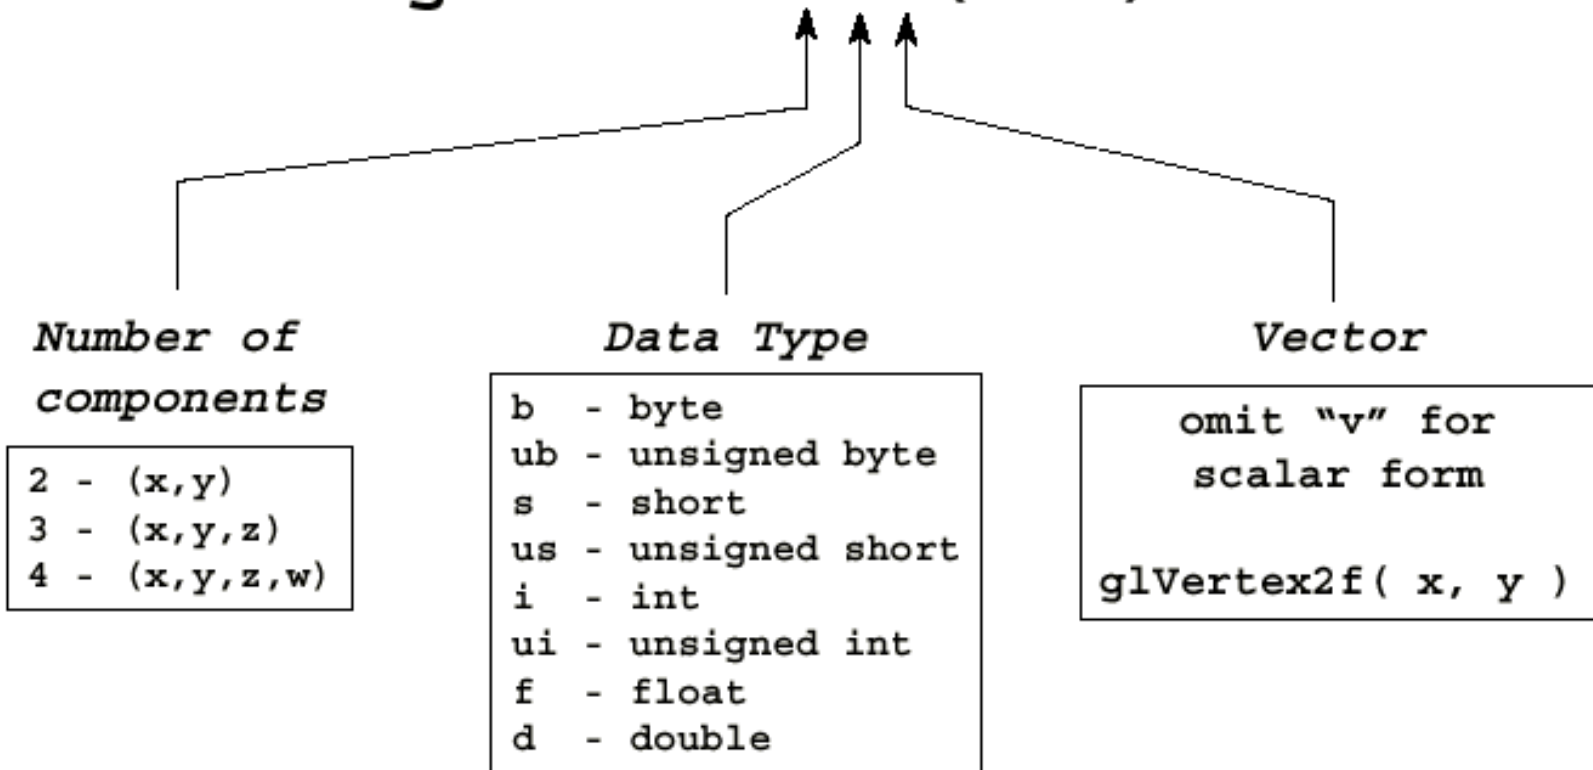 Number of
components
2 - (x,y)
3 - (x,y,z)
4 - (x,y,z,w)
Data Type
b - byte
ub - unsigned byte
s - short
us - unsigned short
i - int
ui - unsigned int
f - float
d - double
Vector
omit “v” for
scalar form
glVertex2f( x, y )